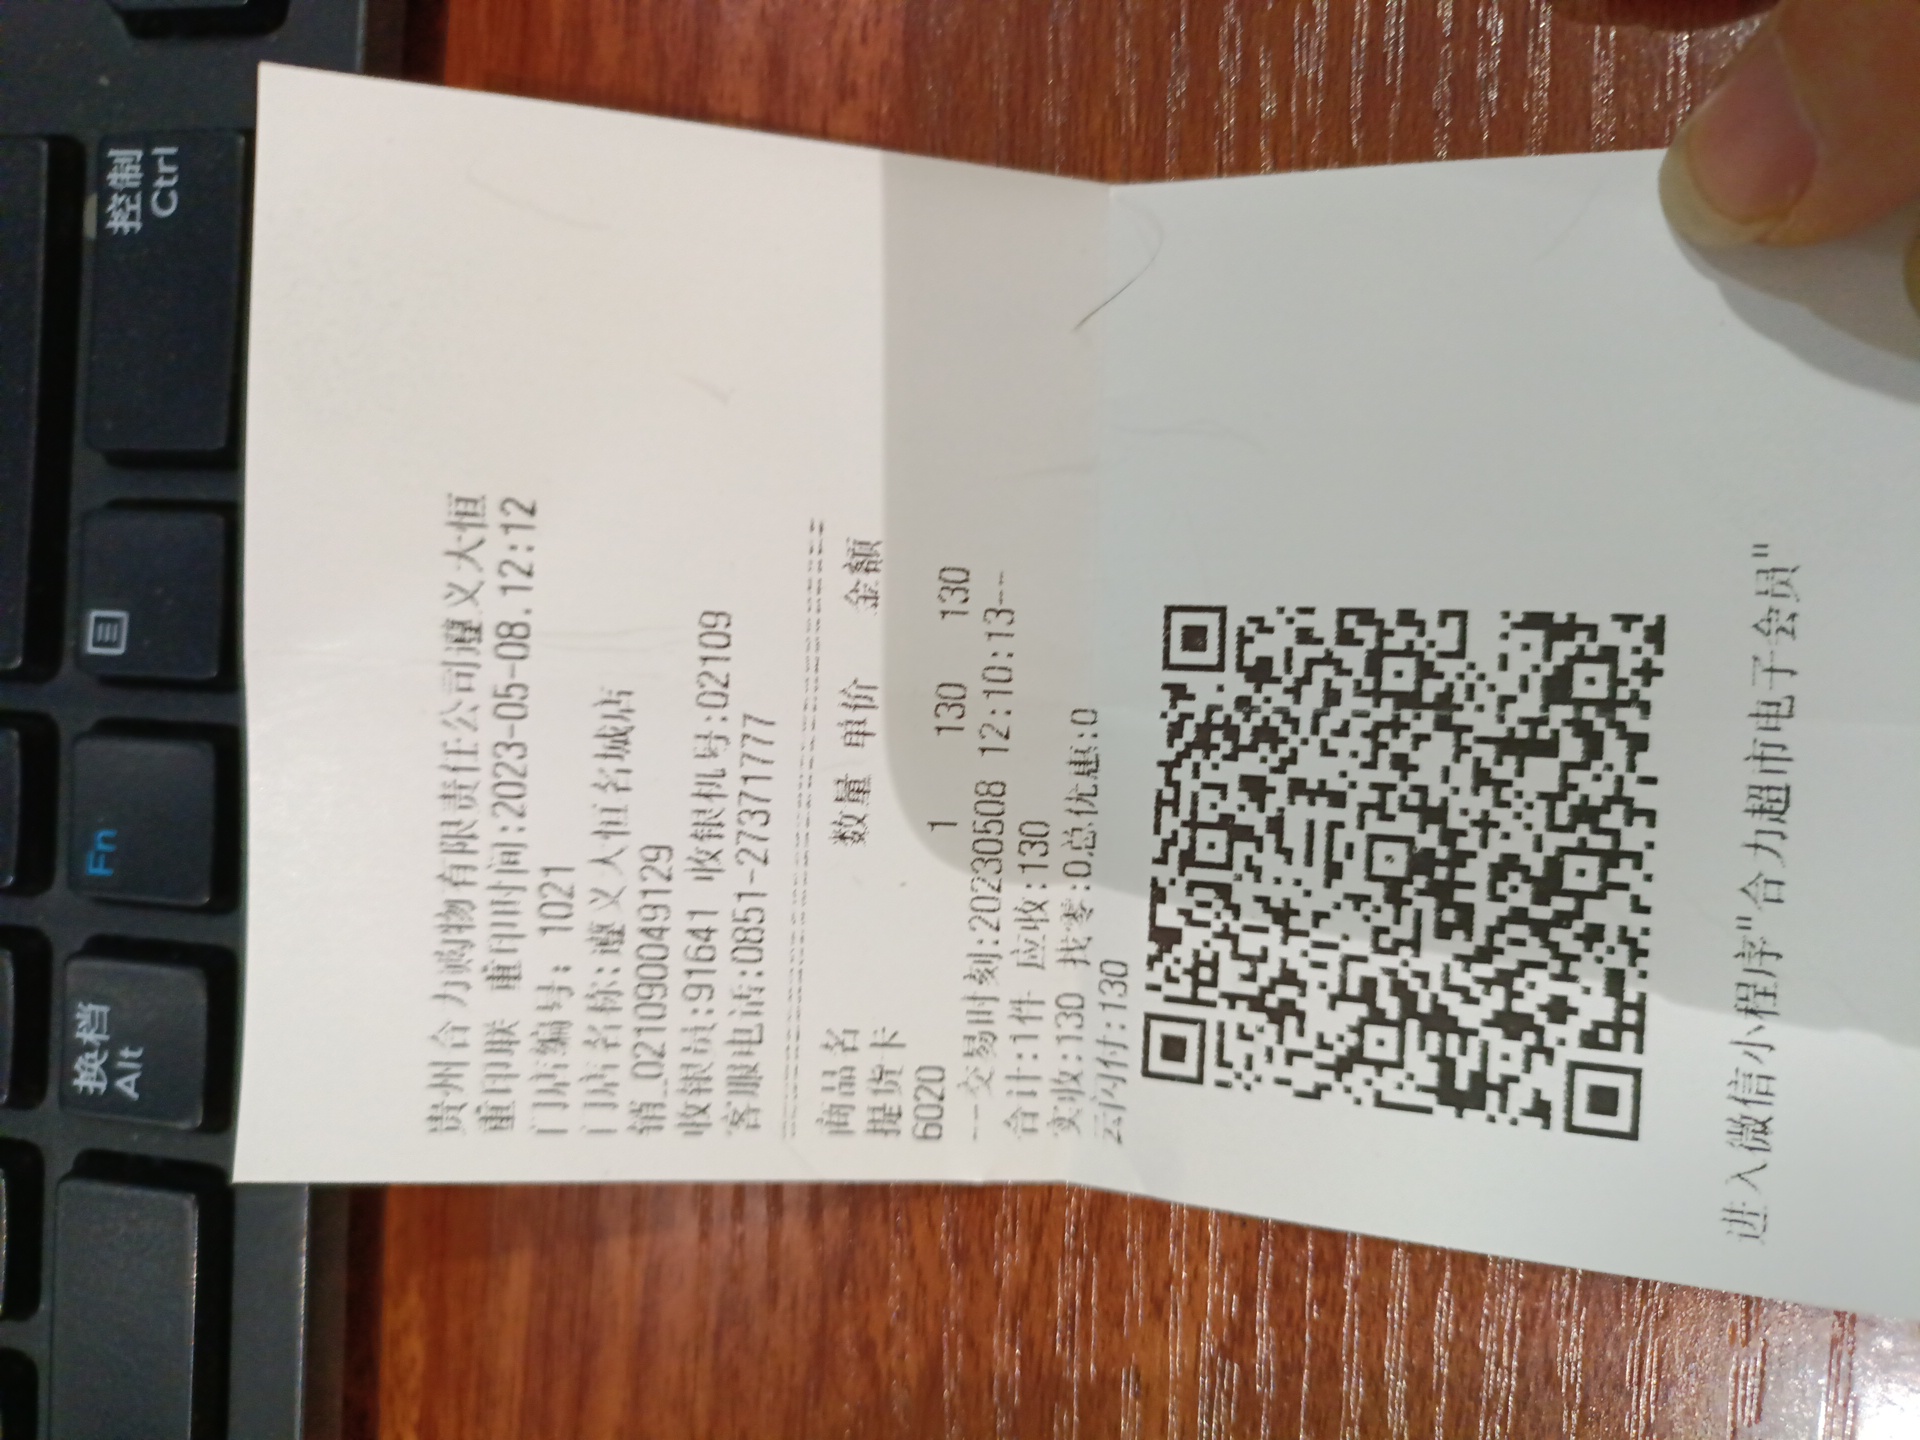 贵州合力购物有限责任公司遵义大恒
重印联 重印时间:2023-05-08.12:12
门店编号: 1021
门店名称:遵义大恒名城店
销_021090049129
收银员:91641 收银机号:02109
客服电话:0851-27371777
商品名 数量 单价 金额
提货卡
6020 1 130 130
--交易时刻:20230508 12:10:13---
合计:1件 应收:130
实收:130 找零:0总优惠:0
云闪付:130
进入微信小程序"合力超市电子会员"
控制
Ctrl
Fn
换档
Alt